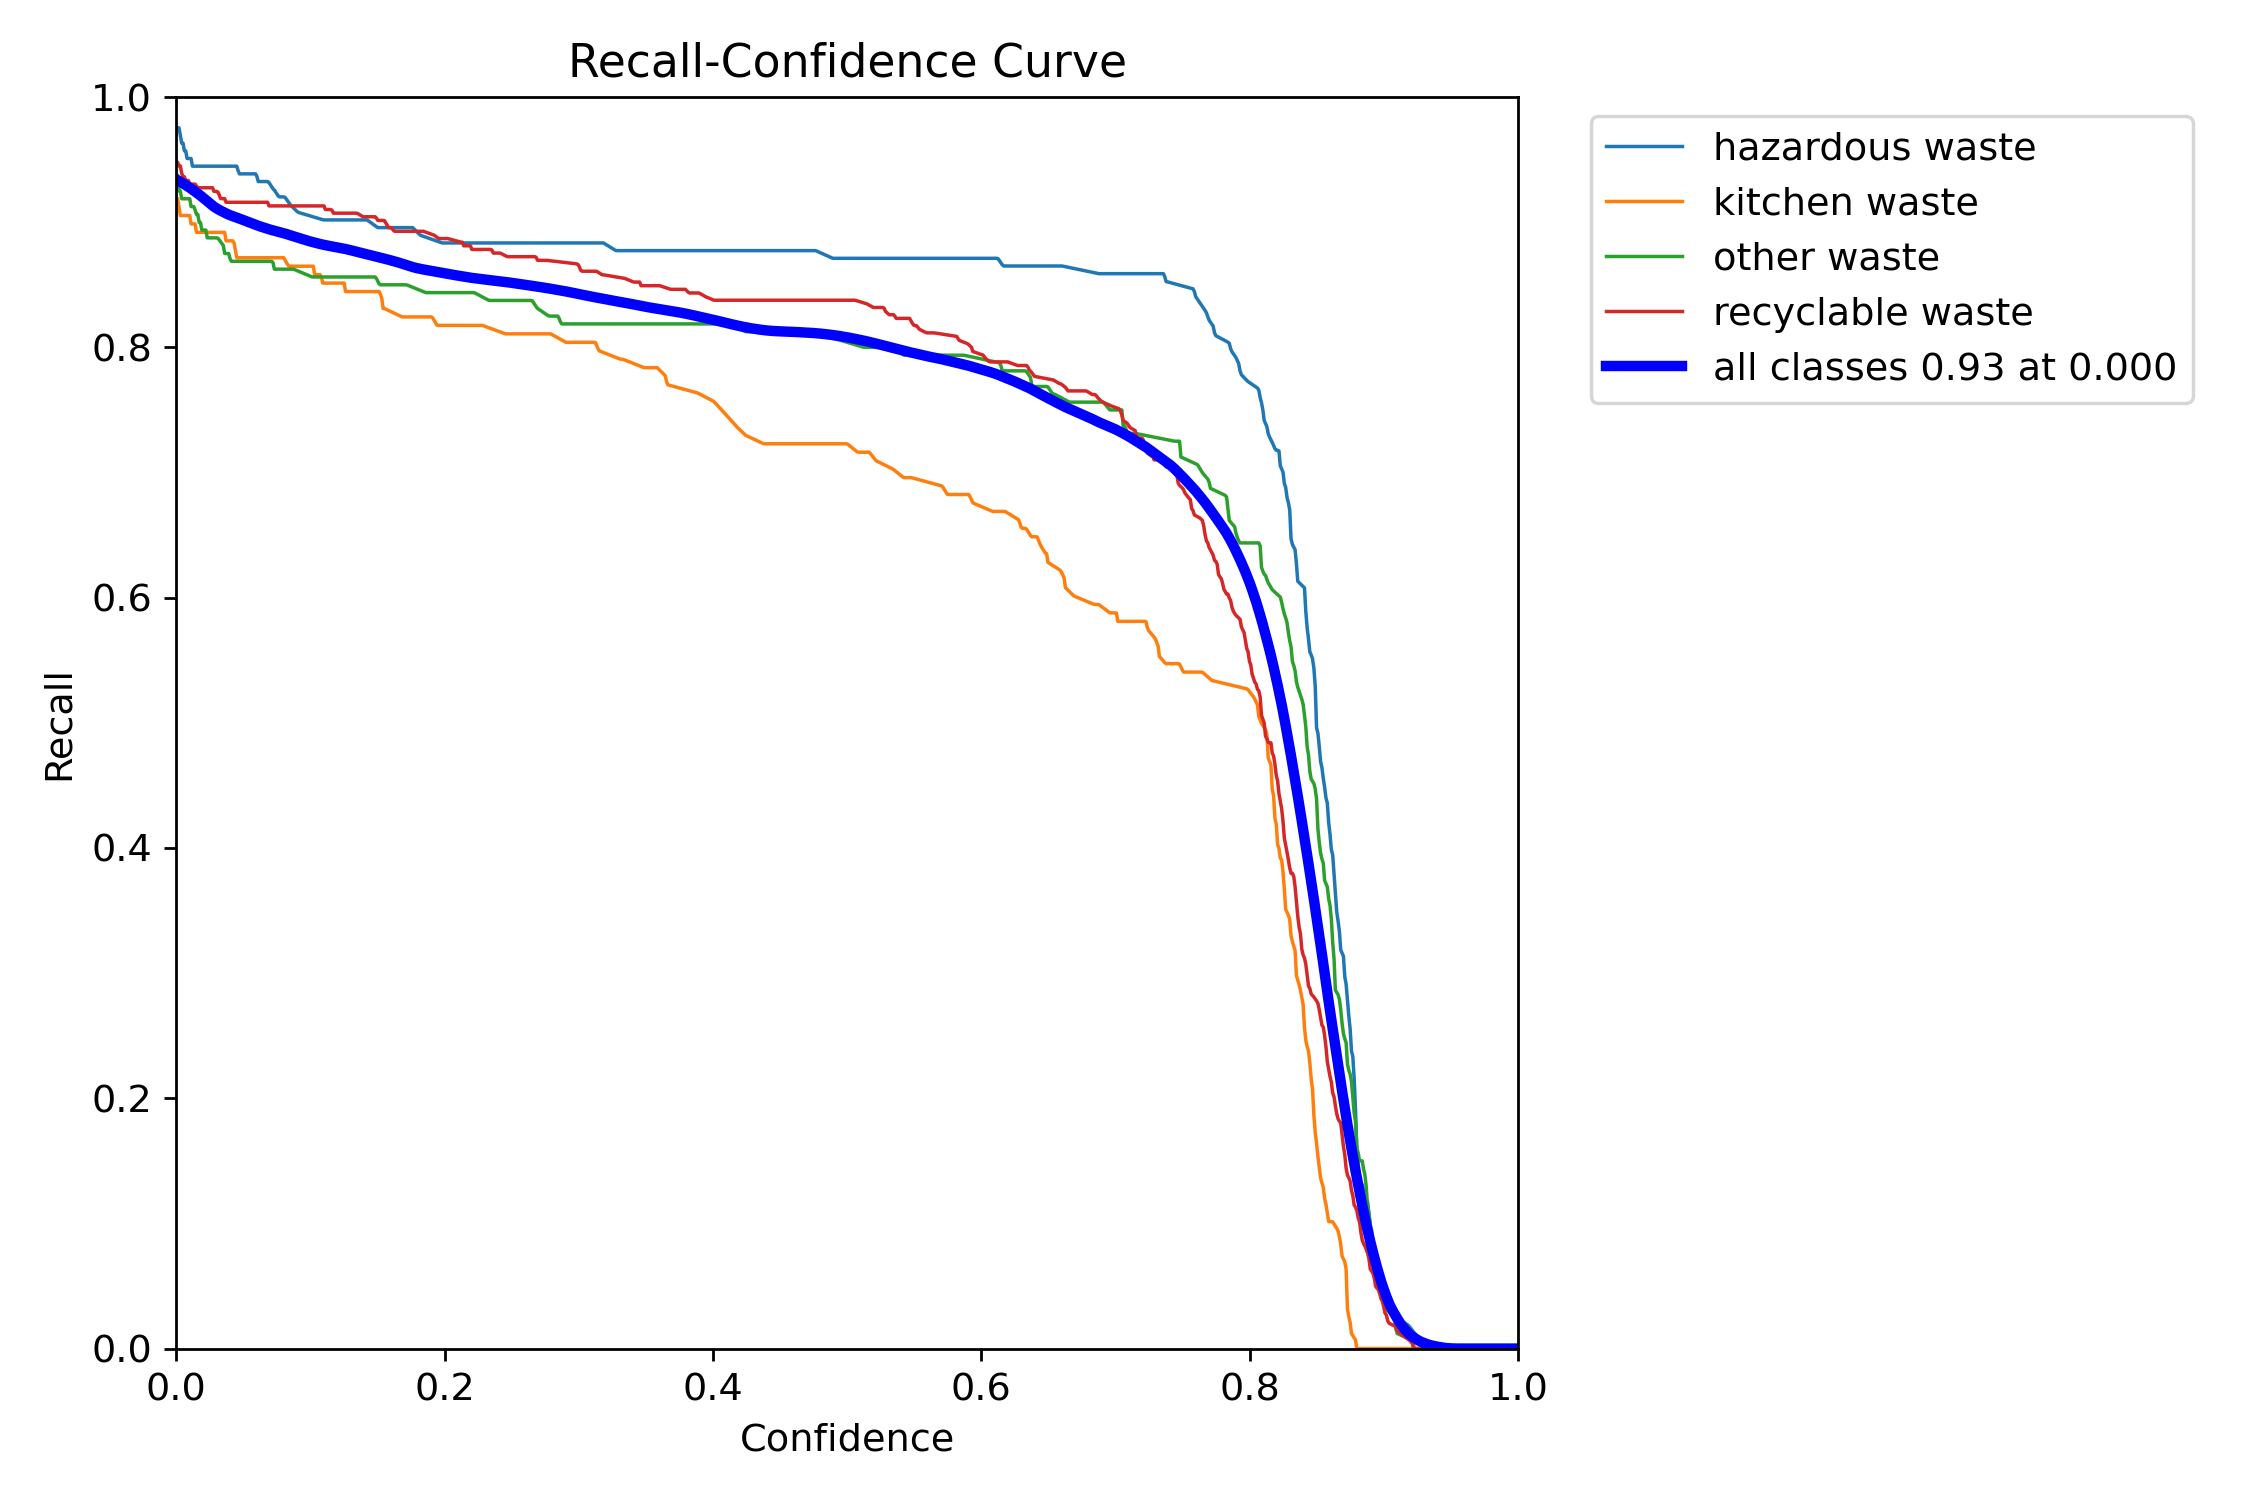 Recall-Confidence Curve
1.0
0.8
0.6
0.4
0.2
0.0
Recall
0.0 0.2 0.4 0.6 0.8 1.0
Confidence
hazardous waste
kitchen waste
other waste
recyclable waste
all classes 0.93 at 0.000